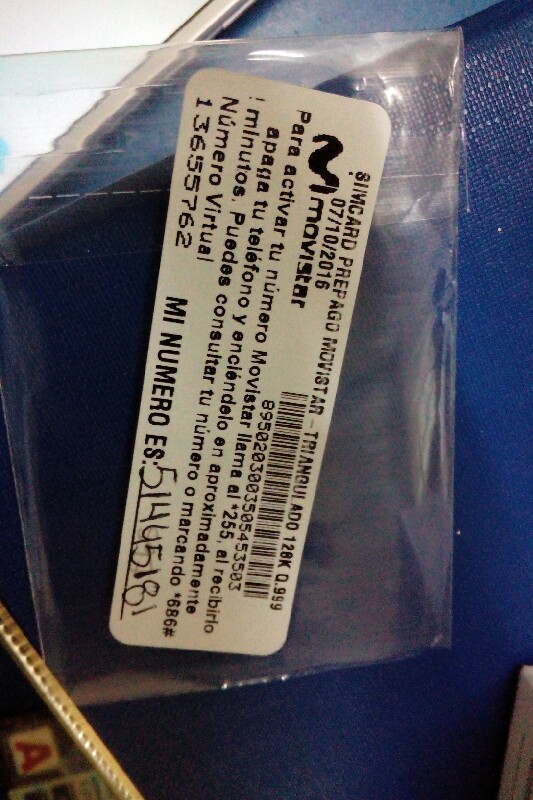 SIMCARD PREPAGO MOVISTAR - TRIANGULADO 128K Q.999
07/10/2016
movistar
8950203003505453503
Para activar tu número Movistar llama al *255, al recibirlo
apaga tu teléfono y enciéndelo en aproximadamente
! minutos. Puedes consultar tu número o marcando *686#
Número Virtual
13655762
MI NUMERO ES: 51445181
A